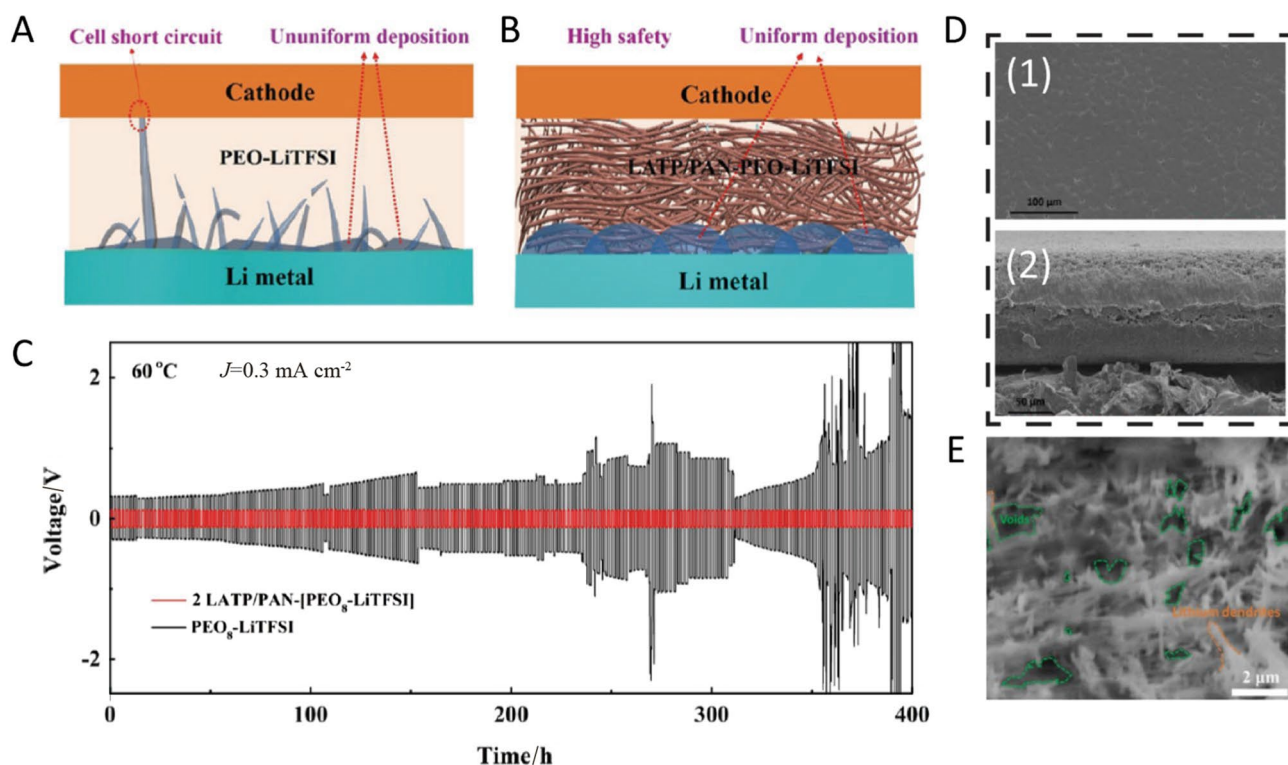 A
Cell short circuit
Ununiform deposition
Cathode
PEO-LiTFSI
Li metal
B
High safety
Uniform deposition
Cathode
LATP/PAN-PEO-LiTFSI
Li metal
C
60 °C
J=0.3 mA cm⁻²
Voltage/V
2
0
-2
2 LATP/PAN-[PEO₈-LiTFSI]
PEO₈-LiTFSI
0
100
200
300
400
Time/h
D
(1)
100 µm
(2)
50 µm
E
Voids
Lithium dendrites
2 µm